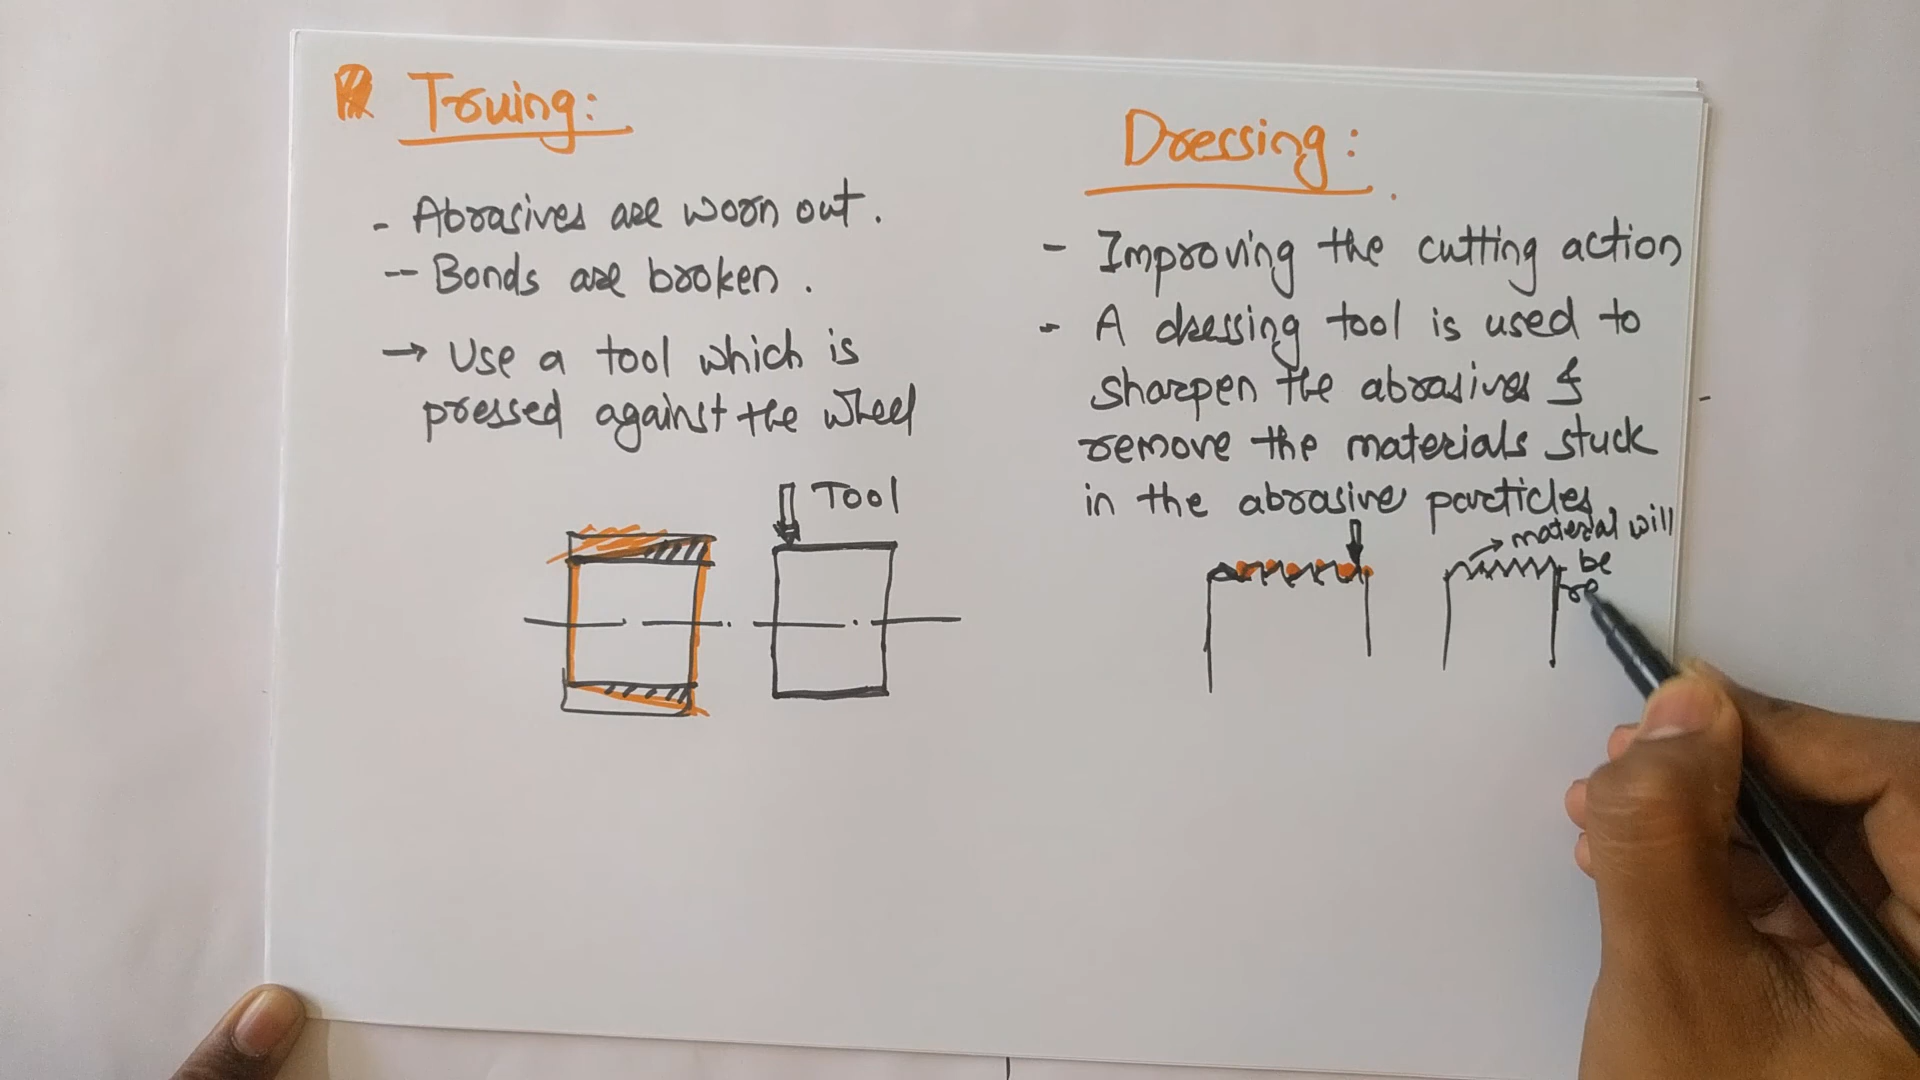 Truing:
- Abrasives are worn out.
- Bonds are broken.
→ Use a tool which is
pressed against the wheel
Tool
Dressing:
- Improving the cutting action
- A dressing tool is used to
sharpen the abrasives &
remove the materials stuck
in the abrasive particles
→ material will
be
re